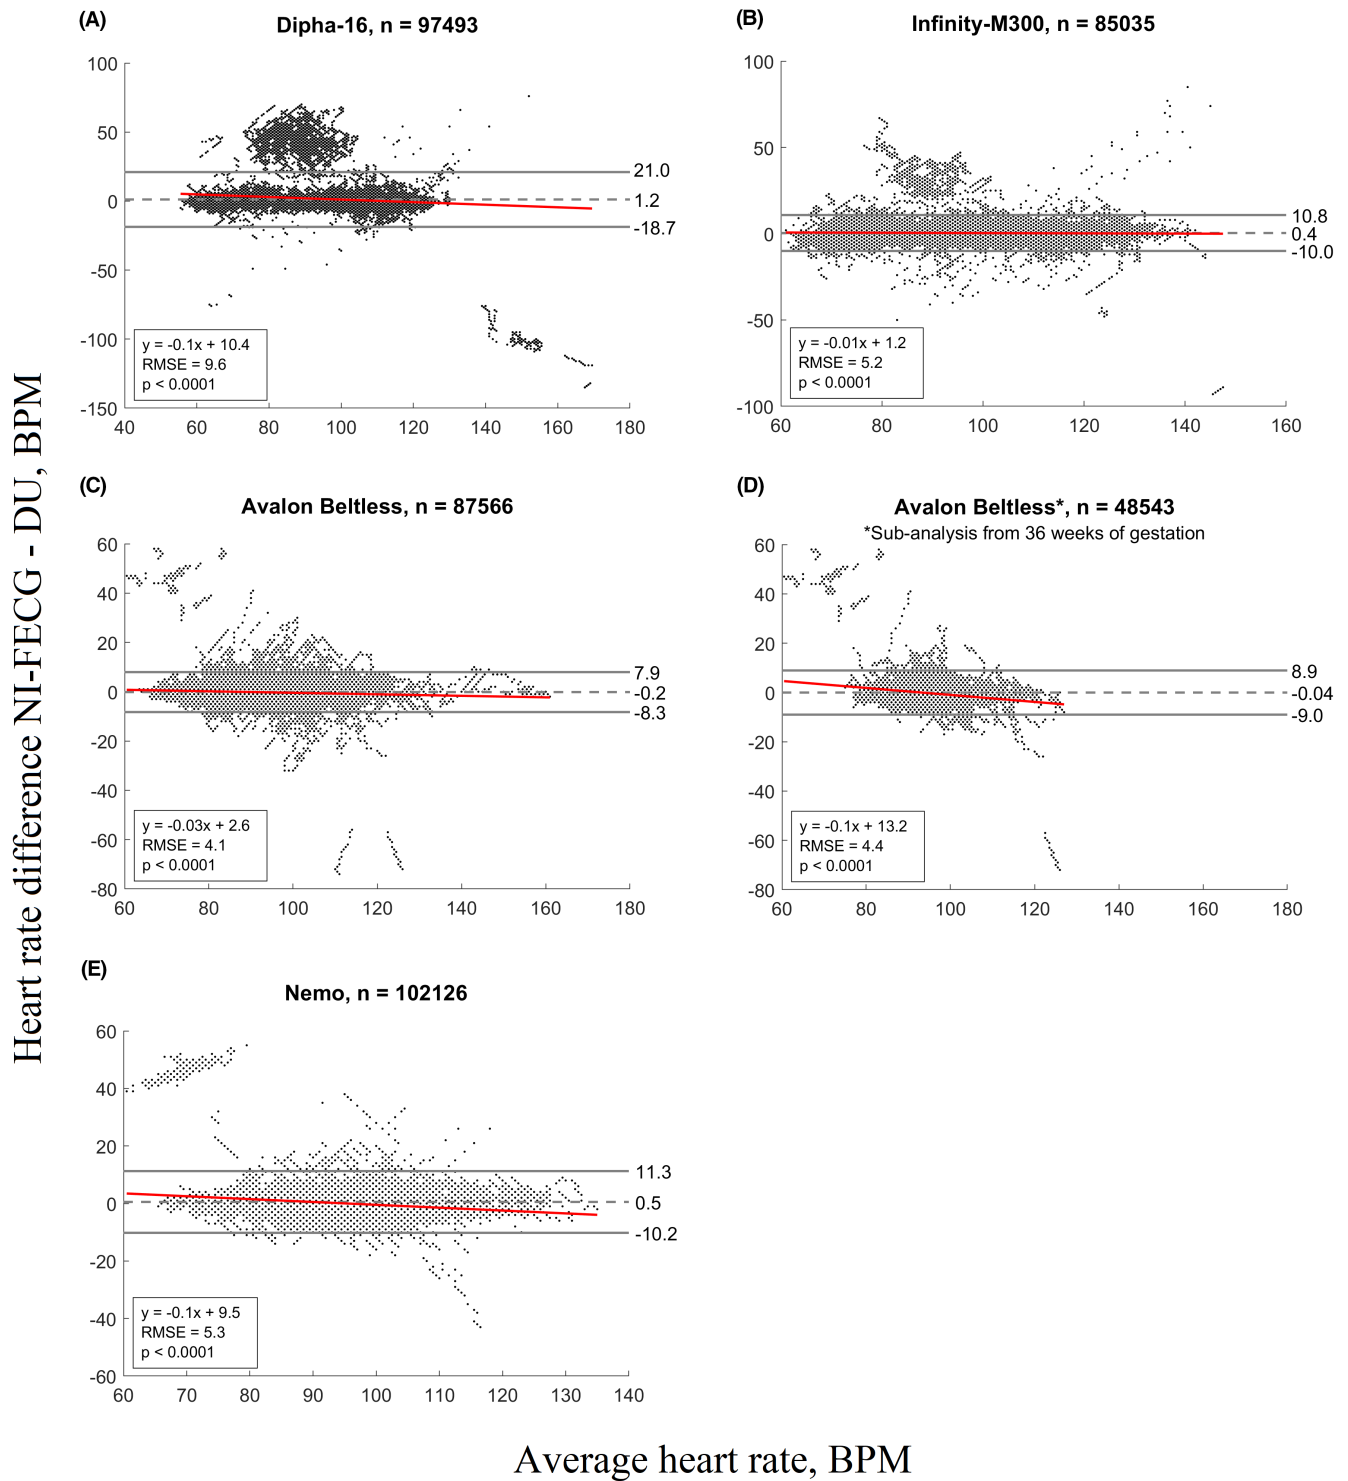 Heart rate difference NI-FECG - DU, BPM
(A)
Dipha-16, n = 97493
100
50
0
-50
-100
-150
21.0
1.2
-18.7
y = -0.1x + 10.4
RMSE = 9.6
p < 0.0001
40 60 80 100 120 140 160 180
(B)
Infinity-M300, n = 85035
100
50
0
-50
-100
10.8
0.4
-10.0
y = -0.01x + 1.2
RMSE = 5.2
p < 0.0001
60 80 100 120 140 160
(C)
Avalon Beltless, n = 87566
60
40
20
0
-20
-40
-60
-80
7.9
-0.2
-8.3
y = -0.03x + 2.6
RMSE = 4.1
p < 0.0001
60 80 100 120 140 160 180
(D)
Avalon Beltless*, n = 48543
*Sub-analysis from 36 weeks of gestation
60
40
20
0
-20
-40
-60
-80
8.9
-0.04
-9.0
y = -0.1x + 13.2
RMSE = 4.4
p < 0.0001
60 80 100 120 140 160 180
(E)
Nemo, n = 102126
60
40
20
0
-20
-40
-60
11.3
0.5
-10.2
y = -0.1x + 9.5
RMSE = 5.3
p < 0.0001
60 70 80 90 100 110 120 130 140
Average heart rate, BPM